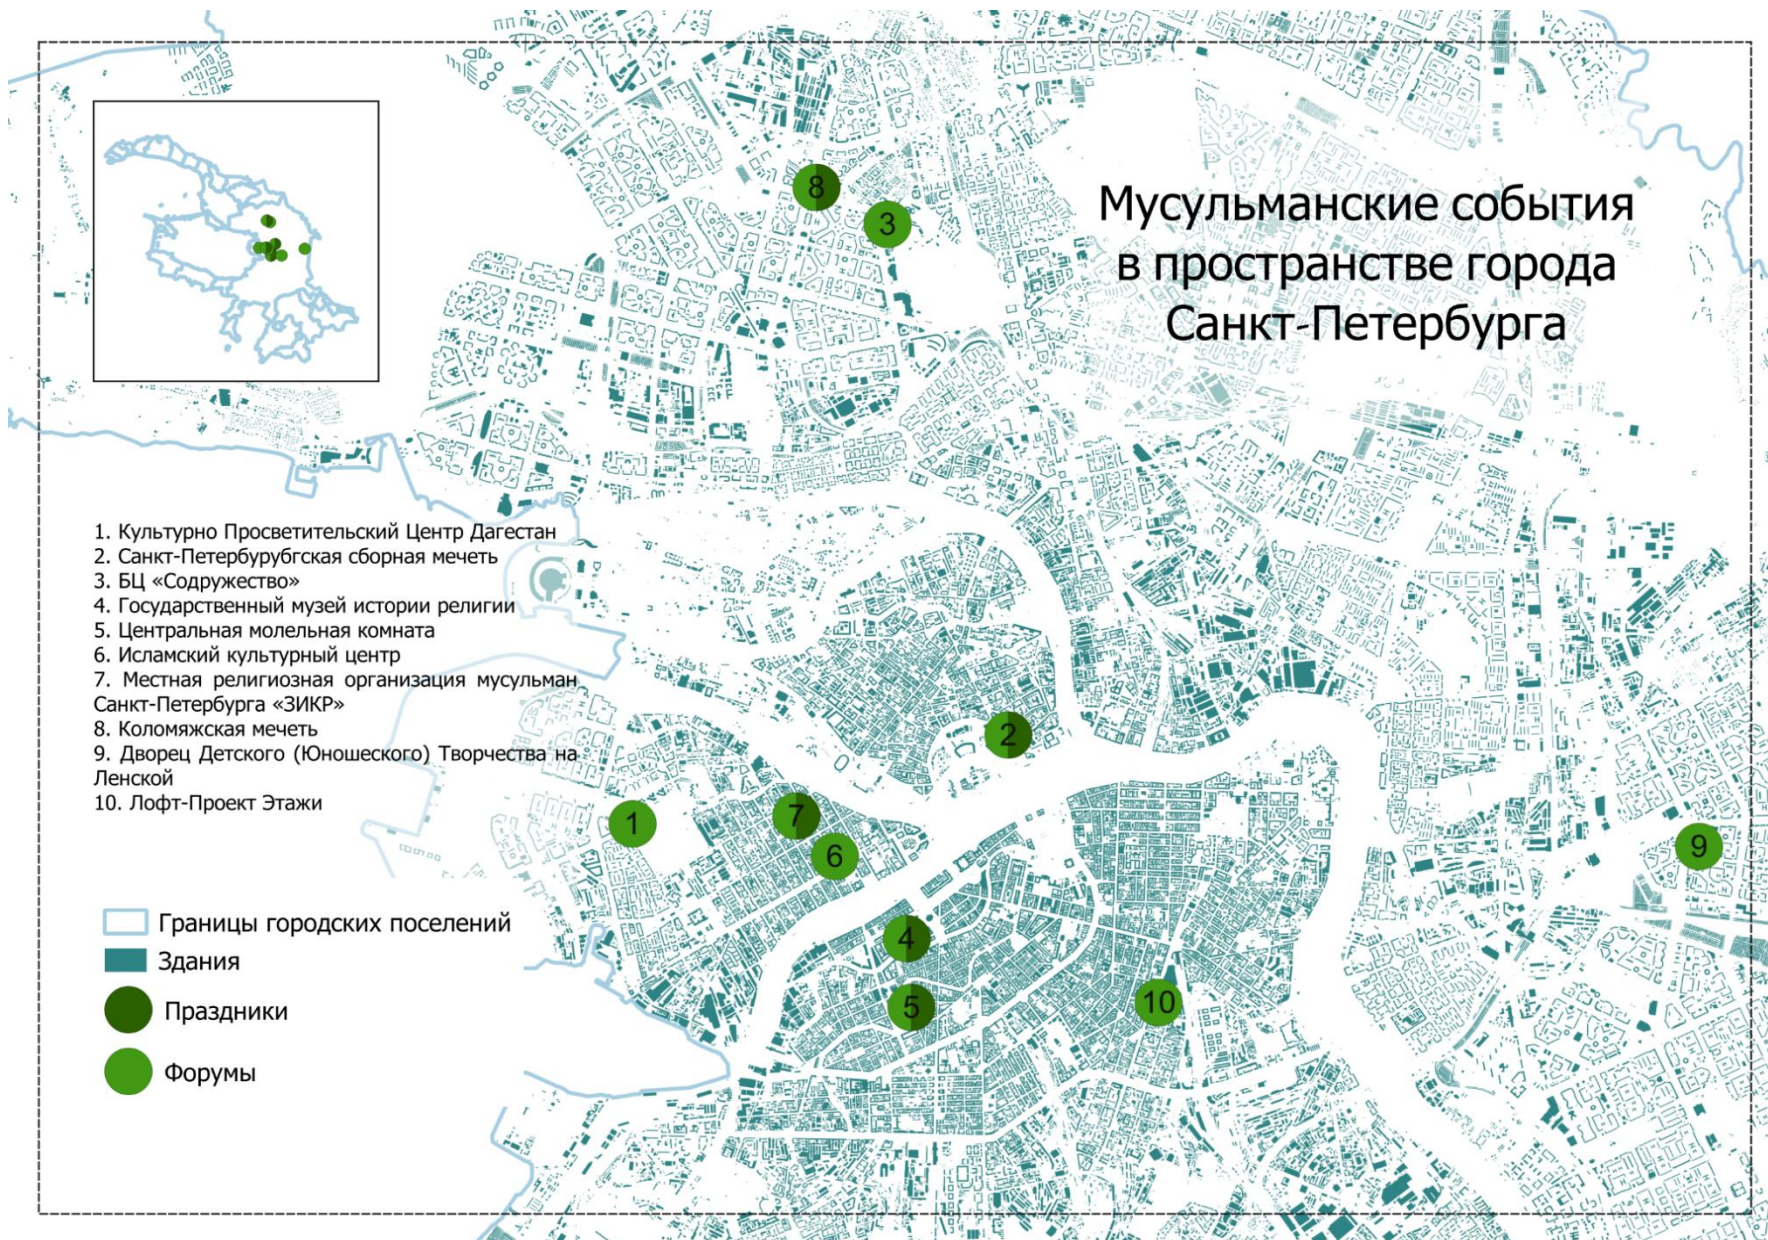 Мусульманские события
в пространстве города
Санкт-Петербурга
8
3
1. Культурно Просветительский Центр Дагестан
2. Санкт-Петербурубгская сборная мечеть
3. БЦ «Содружество»
4. Государственный музей истории религии
5. Центральная молельная комната
6. Исламский культурный центр
7. Местная религиозная организация мусульман
Санкт-Петербурга «ЗИКР»
8. Коломяжская мечеть
9. Дворец Детского (Юношеского) Творчества на
Ленской
10. Лофт-Проект Этажи
2
7
1
6
9
4
5
10
Границы городских поселений
Здания
Праздники
Форумы